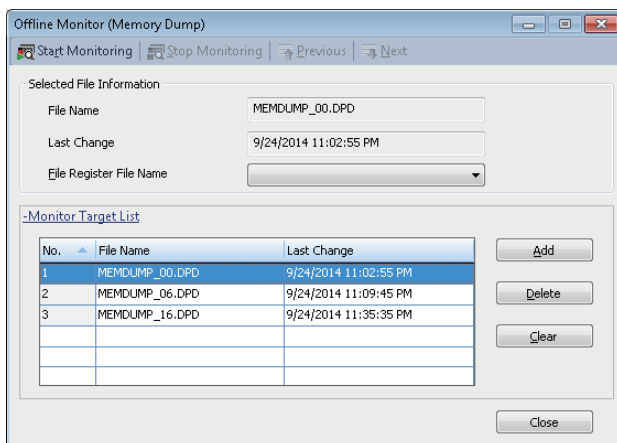 Offline Monitor (Memory Dump)
Start Monitoring Stop Monitoring Previous Next
Selected File Information
File Name MEMDUMP_00.DPD
Last Change 9/24/2014 11:02:55 PM
File Register File Name
-Monitor Target List
No. File Name Last Change
1 MEMDUMP_00.DPD 9/24/2014 11:02:55 PM
2 MEMDUMP_06.DPD 9/24/2014 11:09:45 PM
3 MEMDUMP_16.DPD 9/24/2014 11:35:35 PM
Add
Delete
Clear
Close